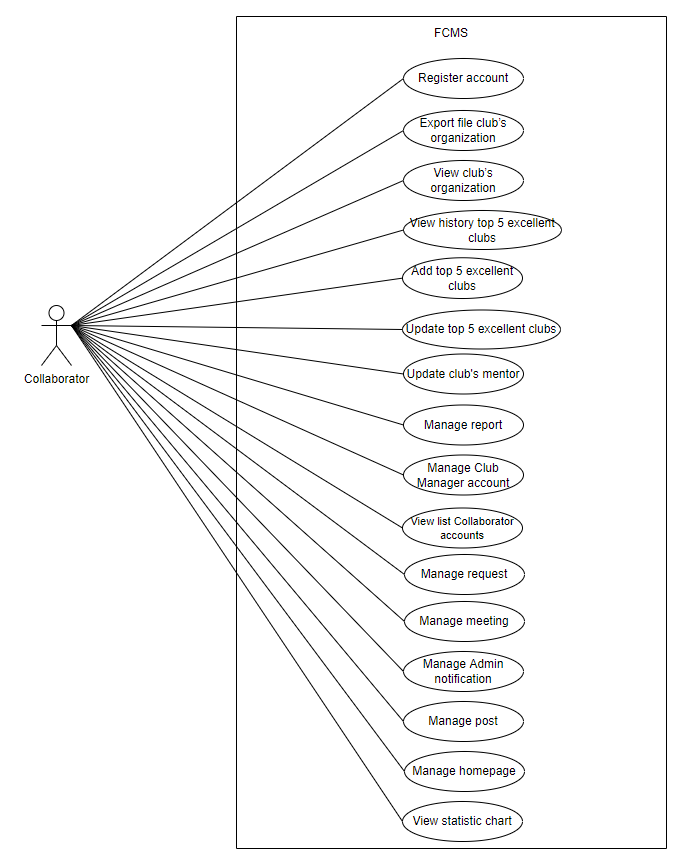 FCMS
Register account
Export file club's
organization
View club's
organization
View history top 5 excellent
clubs
Add top 5 excellent
clubs
Update top 5 excellent clubs
Collaborator
Update club's mentor
Manage report
Manage Club
Manager account
View list Collaborator
accounts
Manage request
Manage meeting
Manage Admin
notification
Manage post
Manage homepage
View statistic chart